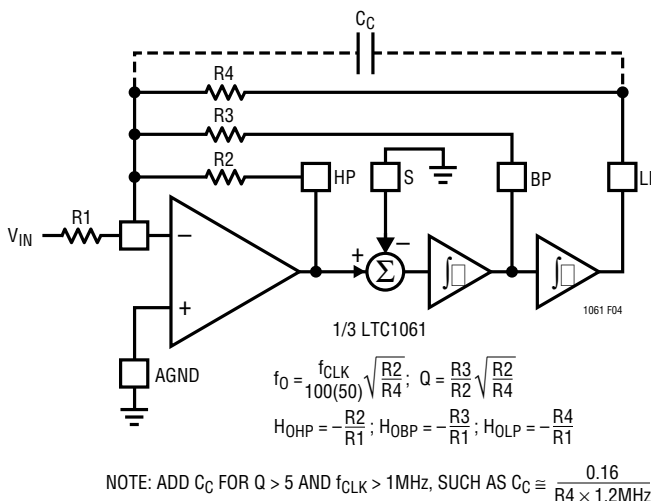 C_C
R4
R3
R2
HP
S
BP
L
R1
V_IN
−
+
+
−
Σ
∫
∫
AGND
1061 F04
1/3 LTC1061
f_O = f_CLK/100(50) √(R2/R4); Q = R3/R2 √(R2/R4)
H_OHP = −R2/R1; H_OBP = −R3/R1; H_OLP = −R4/R1
NOTE: ADD C_C FOR Q > 5 AND f_CLK > 1MHz, SUCH AS C_C ≅ 0.16/(R4 × 1.2MHz